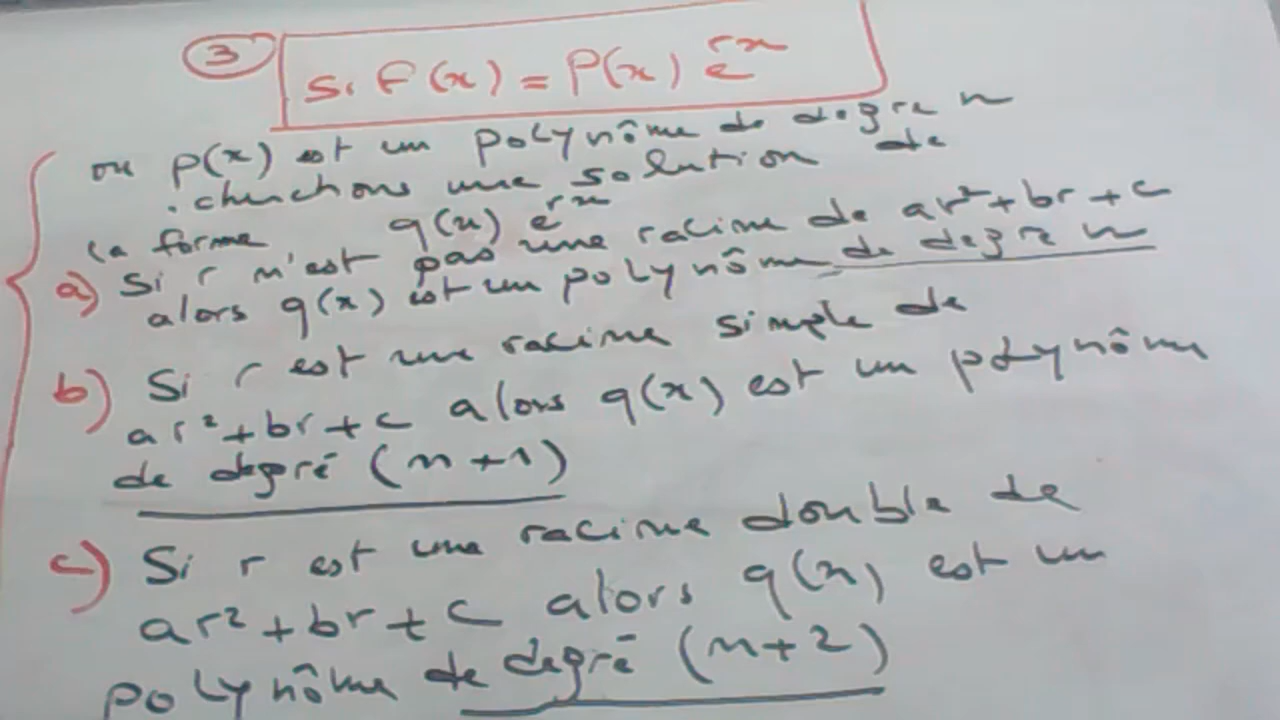 ③ Si f(x) = P(x) e^{rx}
ou P(x) est un polynôme de degre n
. cherchons une solution de
la forme q(x) e^{rx}
a) Si r n'est pas une racine de ar²+br+c
alors q(x) est un polynôme de degre n
b) Si r est une racine simple de
ar²+br+c alors q(x) est un polynôme
de degré (n+1)
c) Si r est une racine double de
ar²+br+c alors q(x) est un
polynôme de degré (n+2)